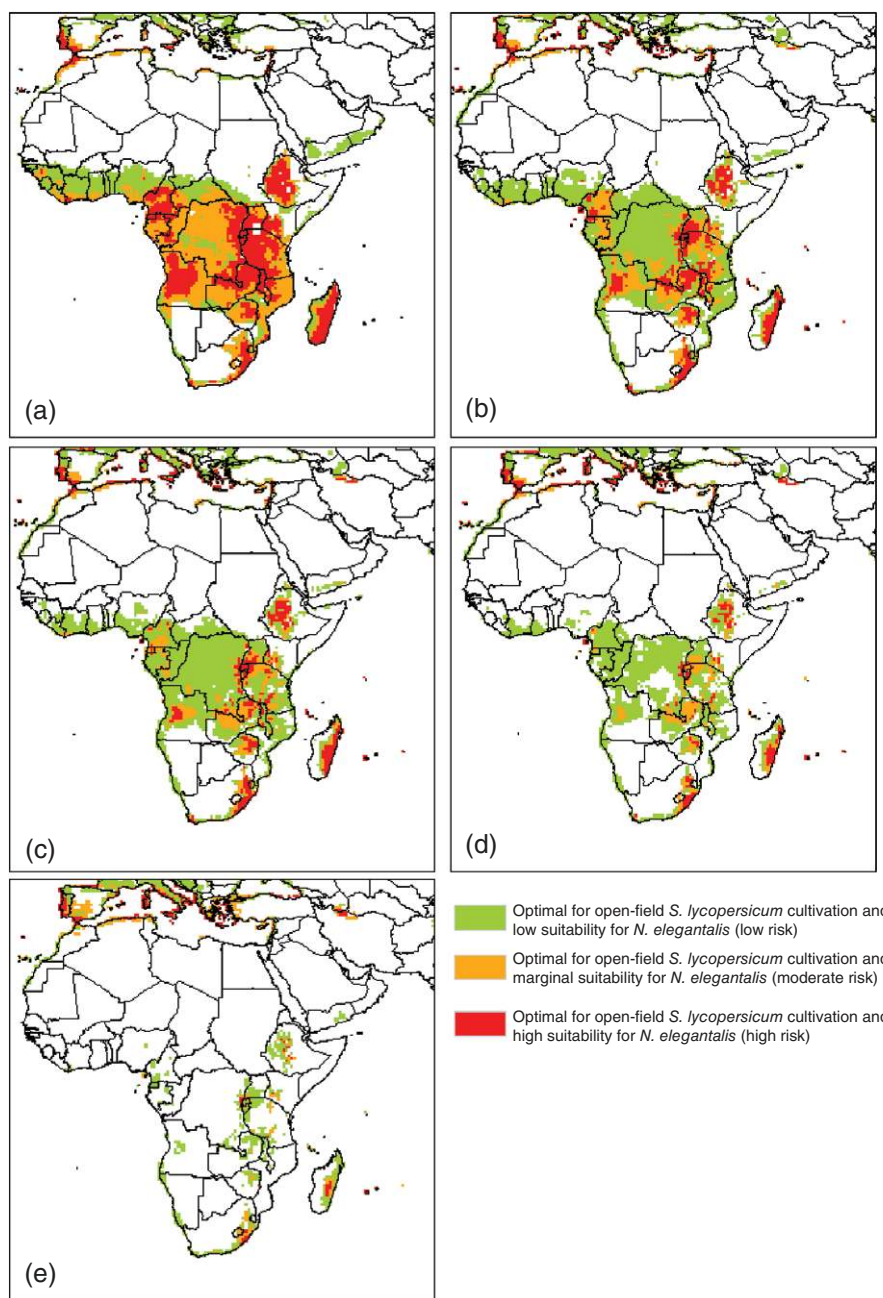 (a)
(b)
(c)
(d)
(e)
Optimal for open-field S. lycopersicum cultivation and
low suitability for N. elegantalis (low risk)
Optimal for open-field S. lycopersicum cultivation and
marginal suitability for N. elegantalis (moderate risk)
Optimal for open-field S. lycopersicum cultivation and
high suitability for N. elegantalis (high risk)